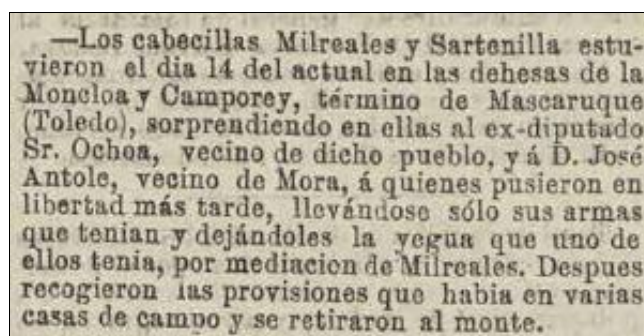 —Los cabecillas Milreales y Sartenilla estu-
vieron el dia 14 del actual en las dehesas de la
Moncloa y Camporey, término de Mascaruque
(Toledo), sorprendiendo en ellas al ex-diputado
Sr. Ochoa, vecino de dicho pueblo, y á D. José
Antole, vecino de Mora, á quienes pusieron en
libertad más tarde, llevándose sólo sus armas
que tenian y dejándoles la yegua que uno de
ellos tenia, por mediacion de Milreales. Despues
recogieron las provisiones que habia en varias
casas de campo y se retiraron al monte.